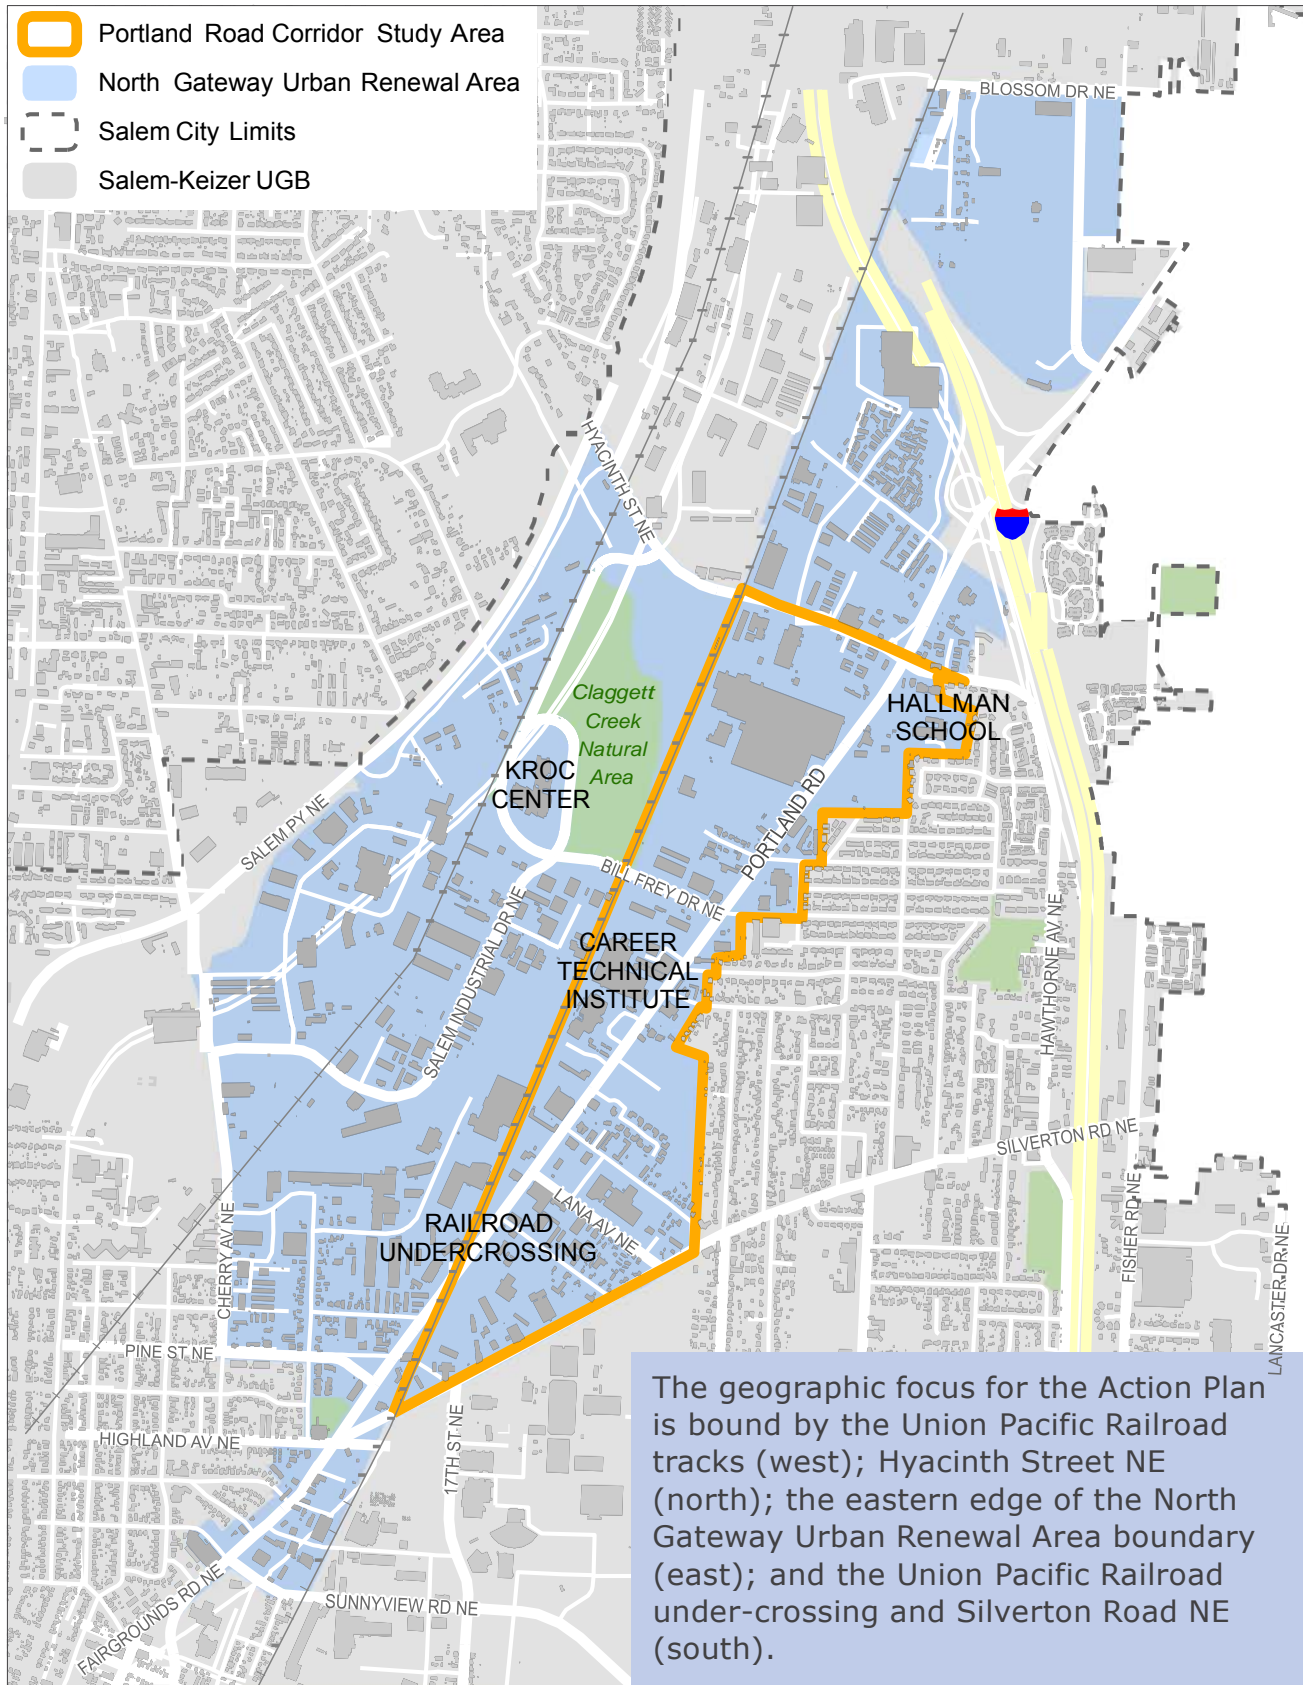 Portland Road Corridor Study Area
North Gateway Urban Renewal Area
Salem City Limits
Salem-Keizer UGB
BLOSSOM DR NE
HYACINTH ST NE
HALLMAN
SCHOOL
Claggett
Creek
Natural
Area
KROC
CENTER
SALEM PY NE
PORTLAND RD
BILL FREY DR NE
SALEM INDUSTRIAL DR NE
CAREER
TECHNICAL
INSTITUTE
HAWTHORNE AV NE
SILVERTON RD NE
LANA AV NE
RAILROAD
UNDERCROSSING
CHERRY AV NE
FISHER RD NE
LANCASTER DR NE
PINE ST NE
HIGHLAND AV NE
17TH ST NE
SUNNYVIEW RD NE
FAIRGROUNDS RD NE
The geographic focus for the Action Plan
is bound by the Union Pacific Railroad
tracks (west); Hyacinth Street NE
(north); the eastern edge of the North
Gateway Urban Renewal Area boundary
(east); and the Union Pacific Railroad
under-crossing and Silverton Road NE
(south).